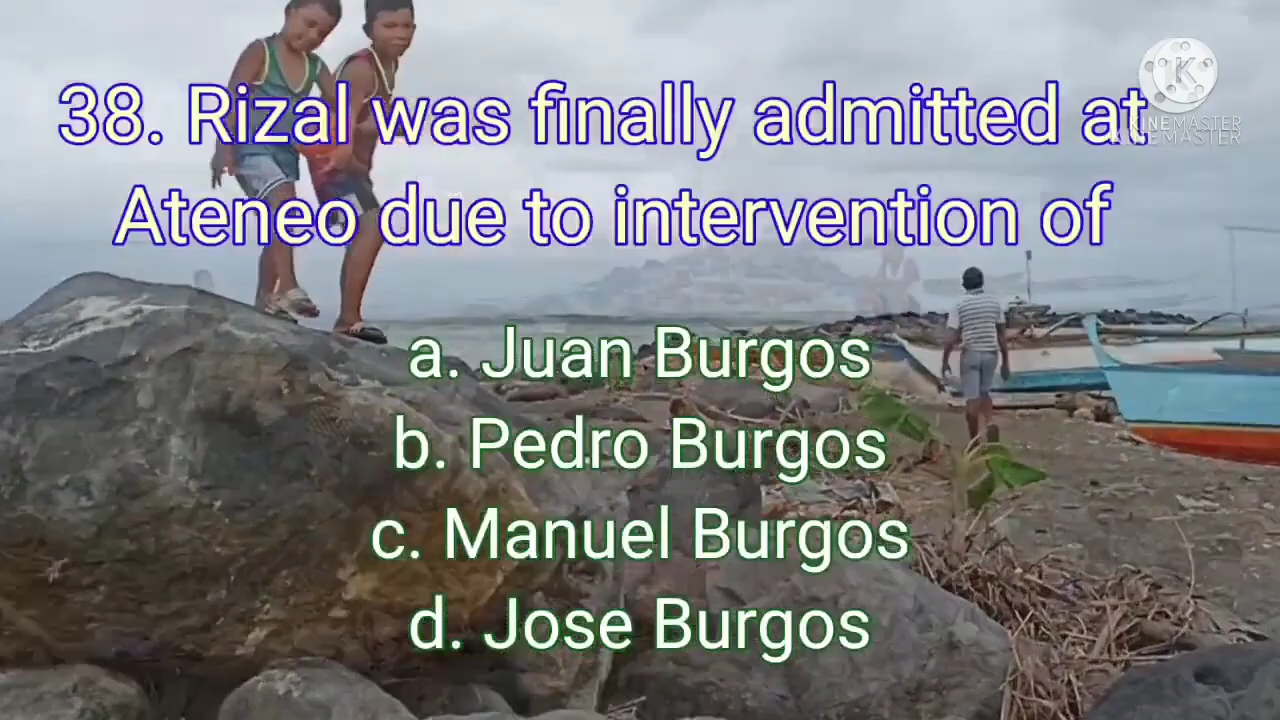 38. Rizal was finally admitted at
Ateneo due to intervention of
a. Juan Burgos
b. Pedro Burgos
c. Manuel Burgos
d. Jose Burgos
K
KINEMASTER
KINEMASTER